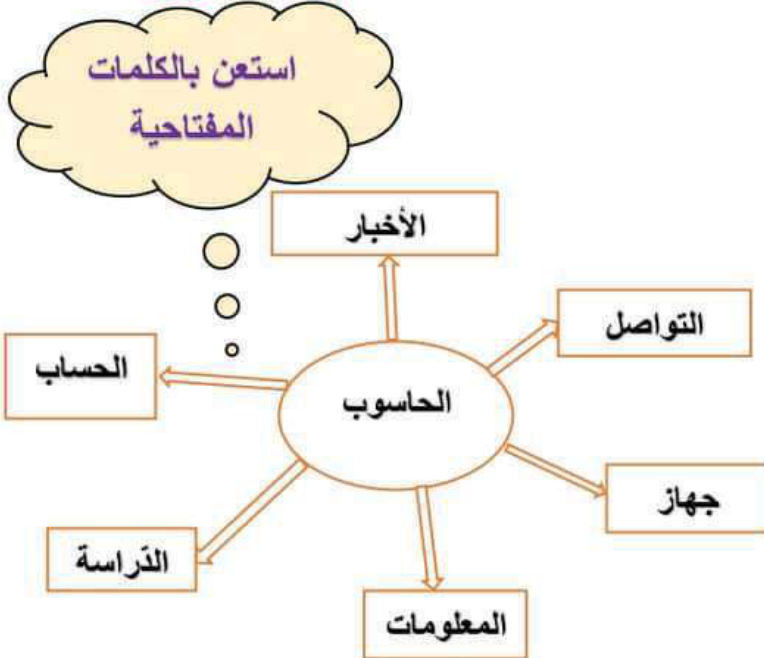 استعن بالكلمات
المفتاحية
الأخبار
التواصل
الحساب
الحاسوب
جهاز
الدّراسة
المعلومات